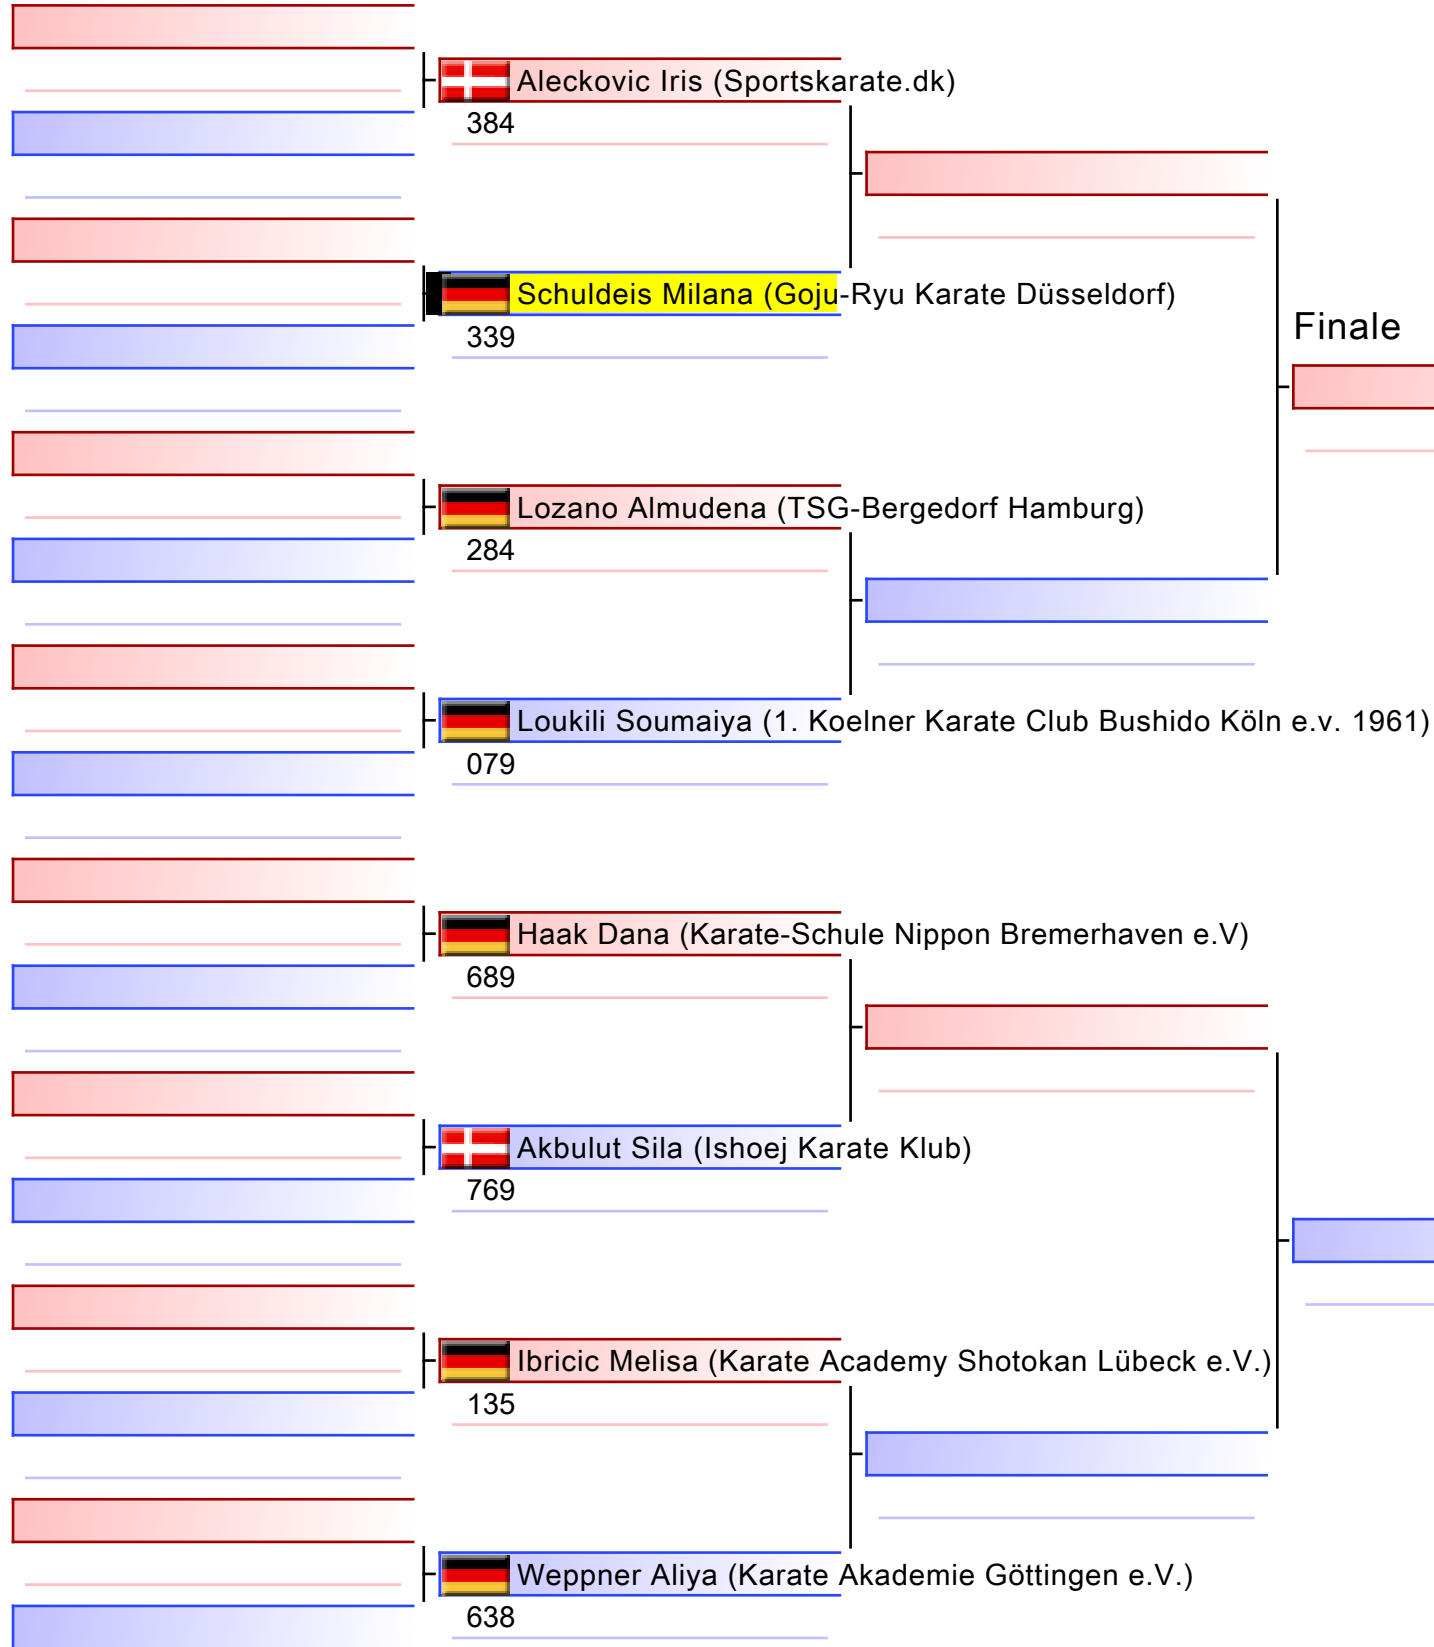 Aleckovic Iris (Sportskarate.dk)
384
Schuldeis Milana (Goju-Ryu Karate Düsseldorf)
339
Finale
Lozano Almudena (TSG-Bergedorf Hamburg)
284
Loukili Soumaiya (1. Koelner Karate Club Bushido Köln e.v. 1961)
079
Haak Dana (Karate-Schule Nippon Bremerhaven e.V)
689
Akbulut Sila (Ishoej Karate Klub)
769
Ibricic Melisa (Karate Academy Shotokan Lübeck e.V.)
135
Weppner Aliya (Karate Akademie Göttingen e.V.)
638